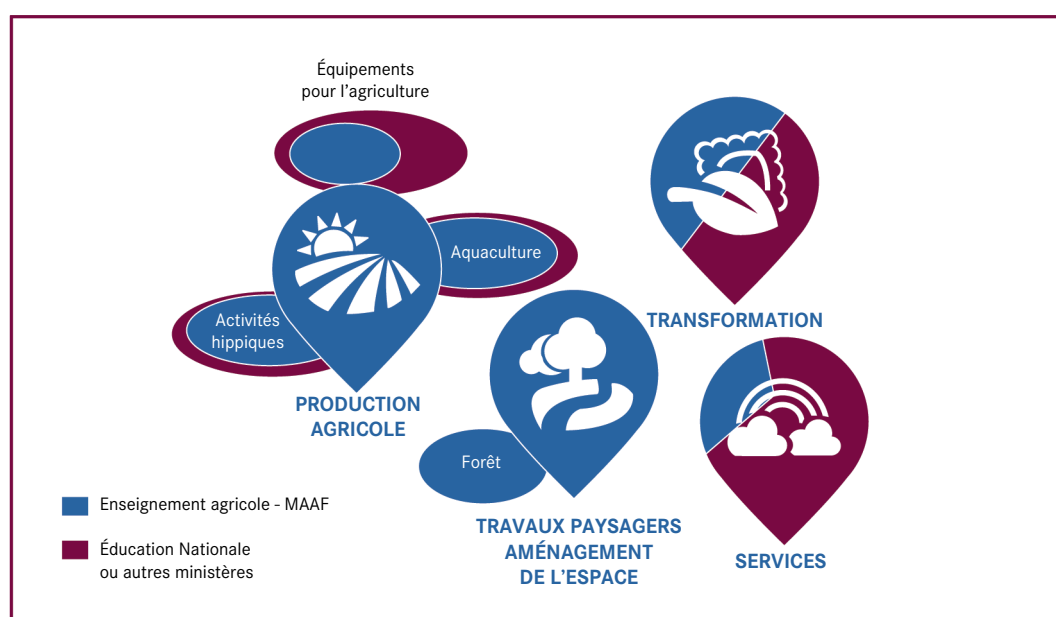 Équipements
pour l'agriculture
Aquaculture
Activités
hippiques
PRODUCTION
AGRICOLE
Forêt
TRAVAUX PAYSAGERS
AMÉNAGEMENT
DE L'ESPACE
TRANSFORMATION
SERVICES
Enseignement agricole - MAAF
Éducation Nationale
ou autres ministères